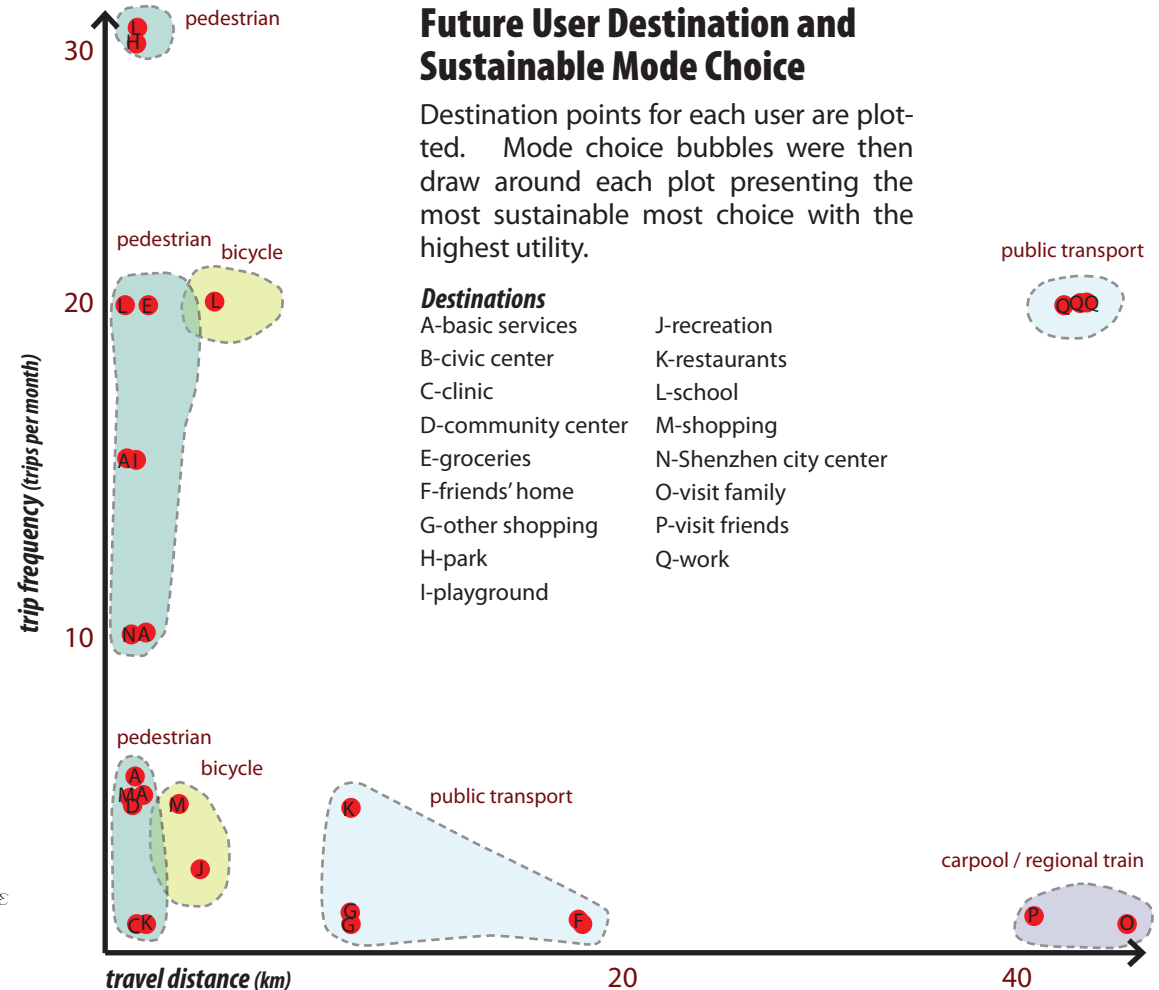 pedestrian
30
L
H
Future User Destination and
Sustainable Mode Choice
Destination points for each user are plot-
ted. Mode choice bubbles were then
draw around each plot presenting the
most sustainable most choice with the
highest utility.
pedestrian
bicycle
public transport
20
L E
L
Q Q Q
Destinations
A-basic services
B-civic center
C-clinic
D-community center
E-groceries
F-friends' home
G-other shopping
H-park
I-playground
J-recreation
K-restaurants
L-school
M-shopping
N-Shenzhen city center
O-visit family
P-visit friends
Q-work
trip frequency (trips per month)
A I
10
N A
pedestrian
bicycle
A
M A
D
M
J
C K
public transport
K
G
G
F
carpool / regional train
P
O
ε
travel distance (km)
20
40